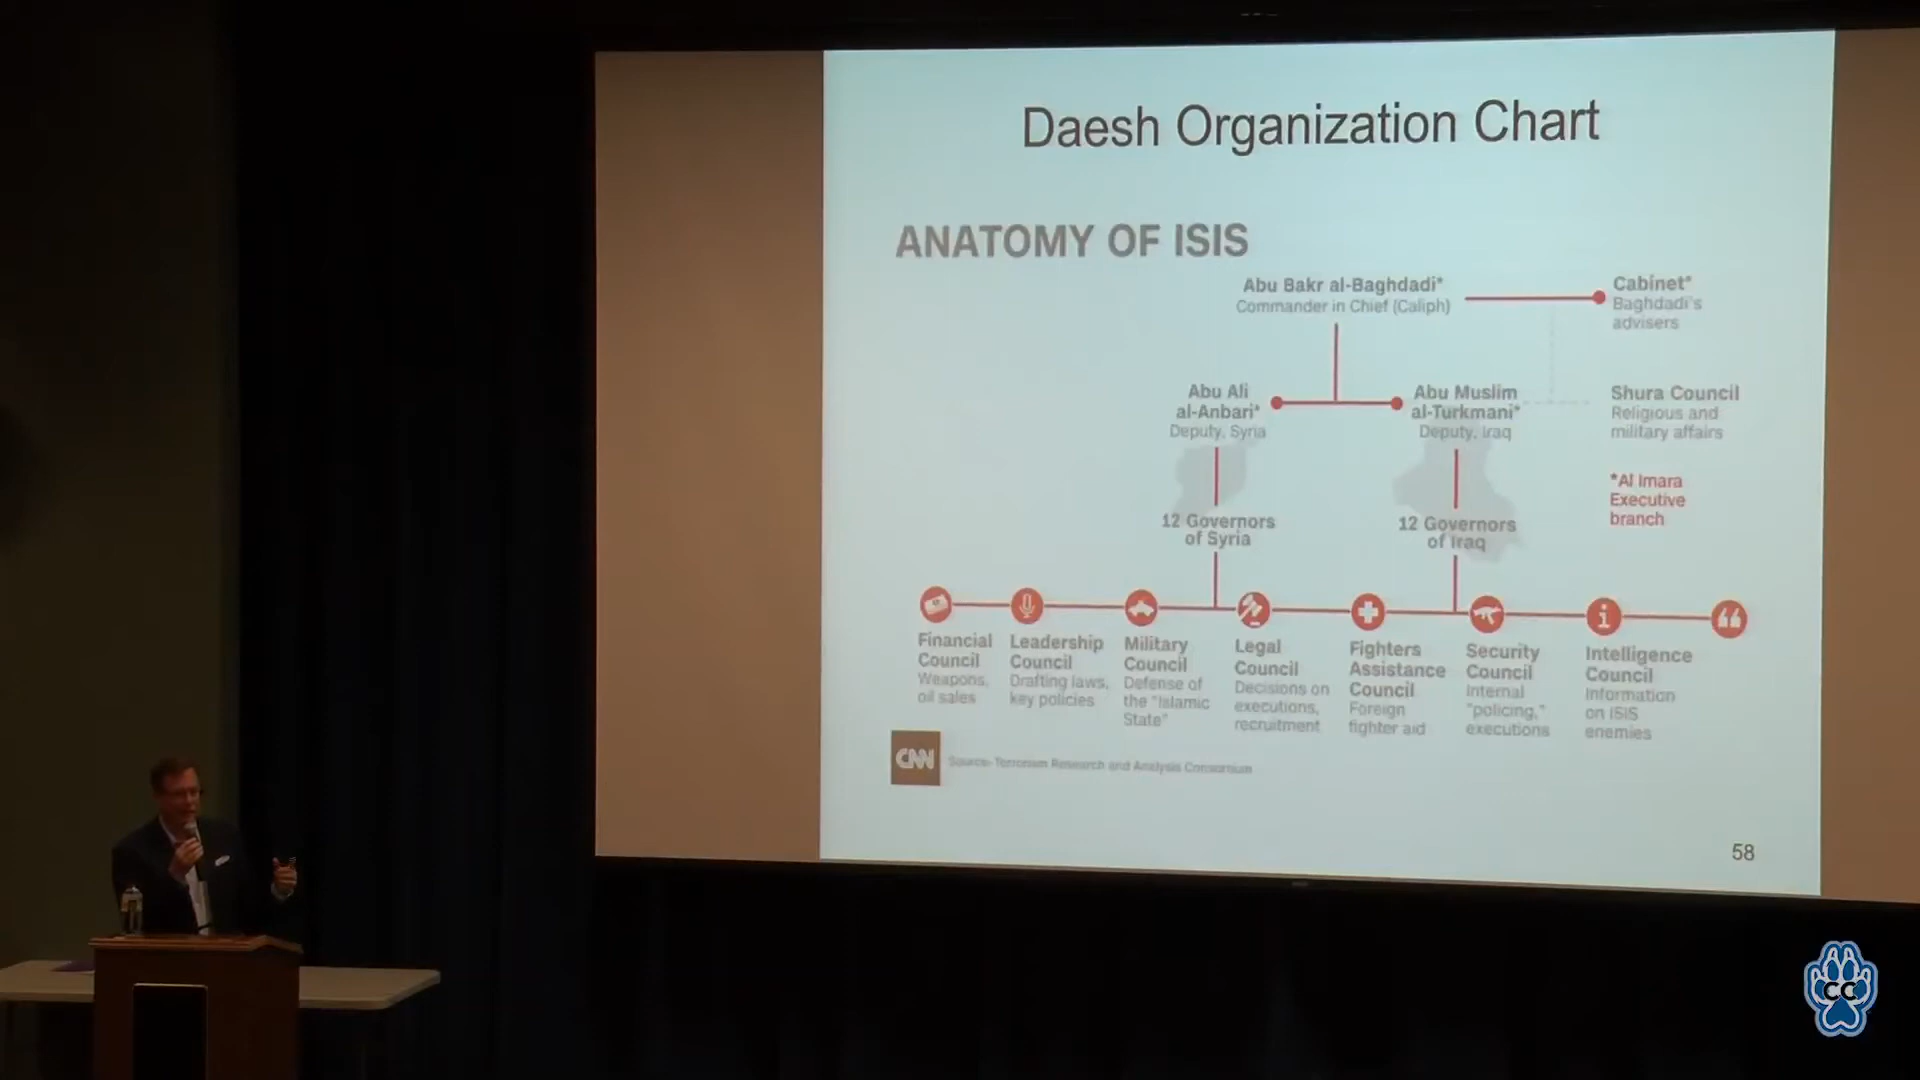 Daesh Organization Chart
ANATOMY OF ISIS
Abu Bakr al-Baghdadi*
Commander in Chief (Caliph)
Cabinet*
Baghdadi's
advisers
Abu Ali
al-Anbari*
Deputy, Syria
Abu Muslim
al-Turkmani*
Deputy, Iraq
Shura Council
Religious and
military affairs
*Al Imara
Executive
branch
12 Governors
of Syria
12 Governors
of Iraq
Financial
Council
Weapons,
oil sales
Leadership
Council
Drafting laws,
key policies
Military
Council
Defense of
the "Islamic
State"
Legal
Council
Decisions on
executions,
recruitment
Fighters
Assistance
Council
Foreign
fighter aid
Security
Council
Internal
"policing,"
executions
Intelligence
Council
Information
on ISIS
enemies
CNN
Source- Terrorism Research and Analysis Consortium
58
CC